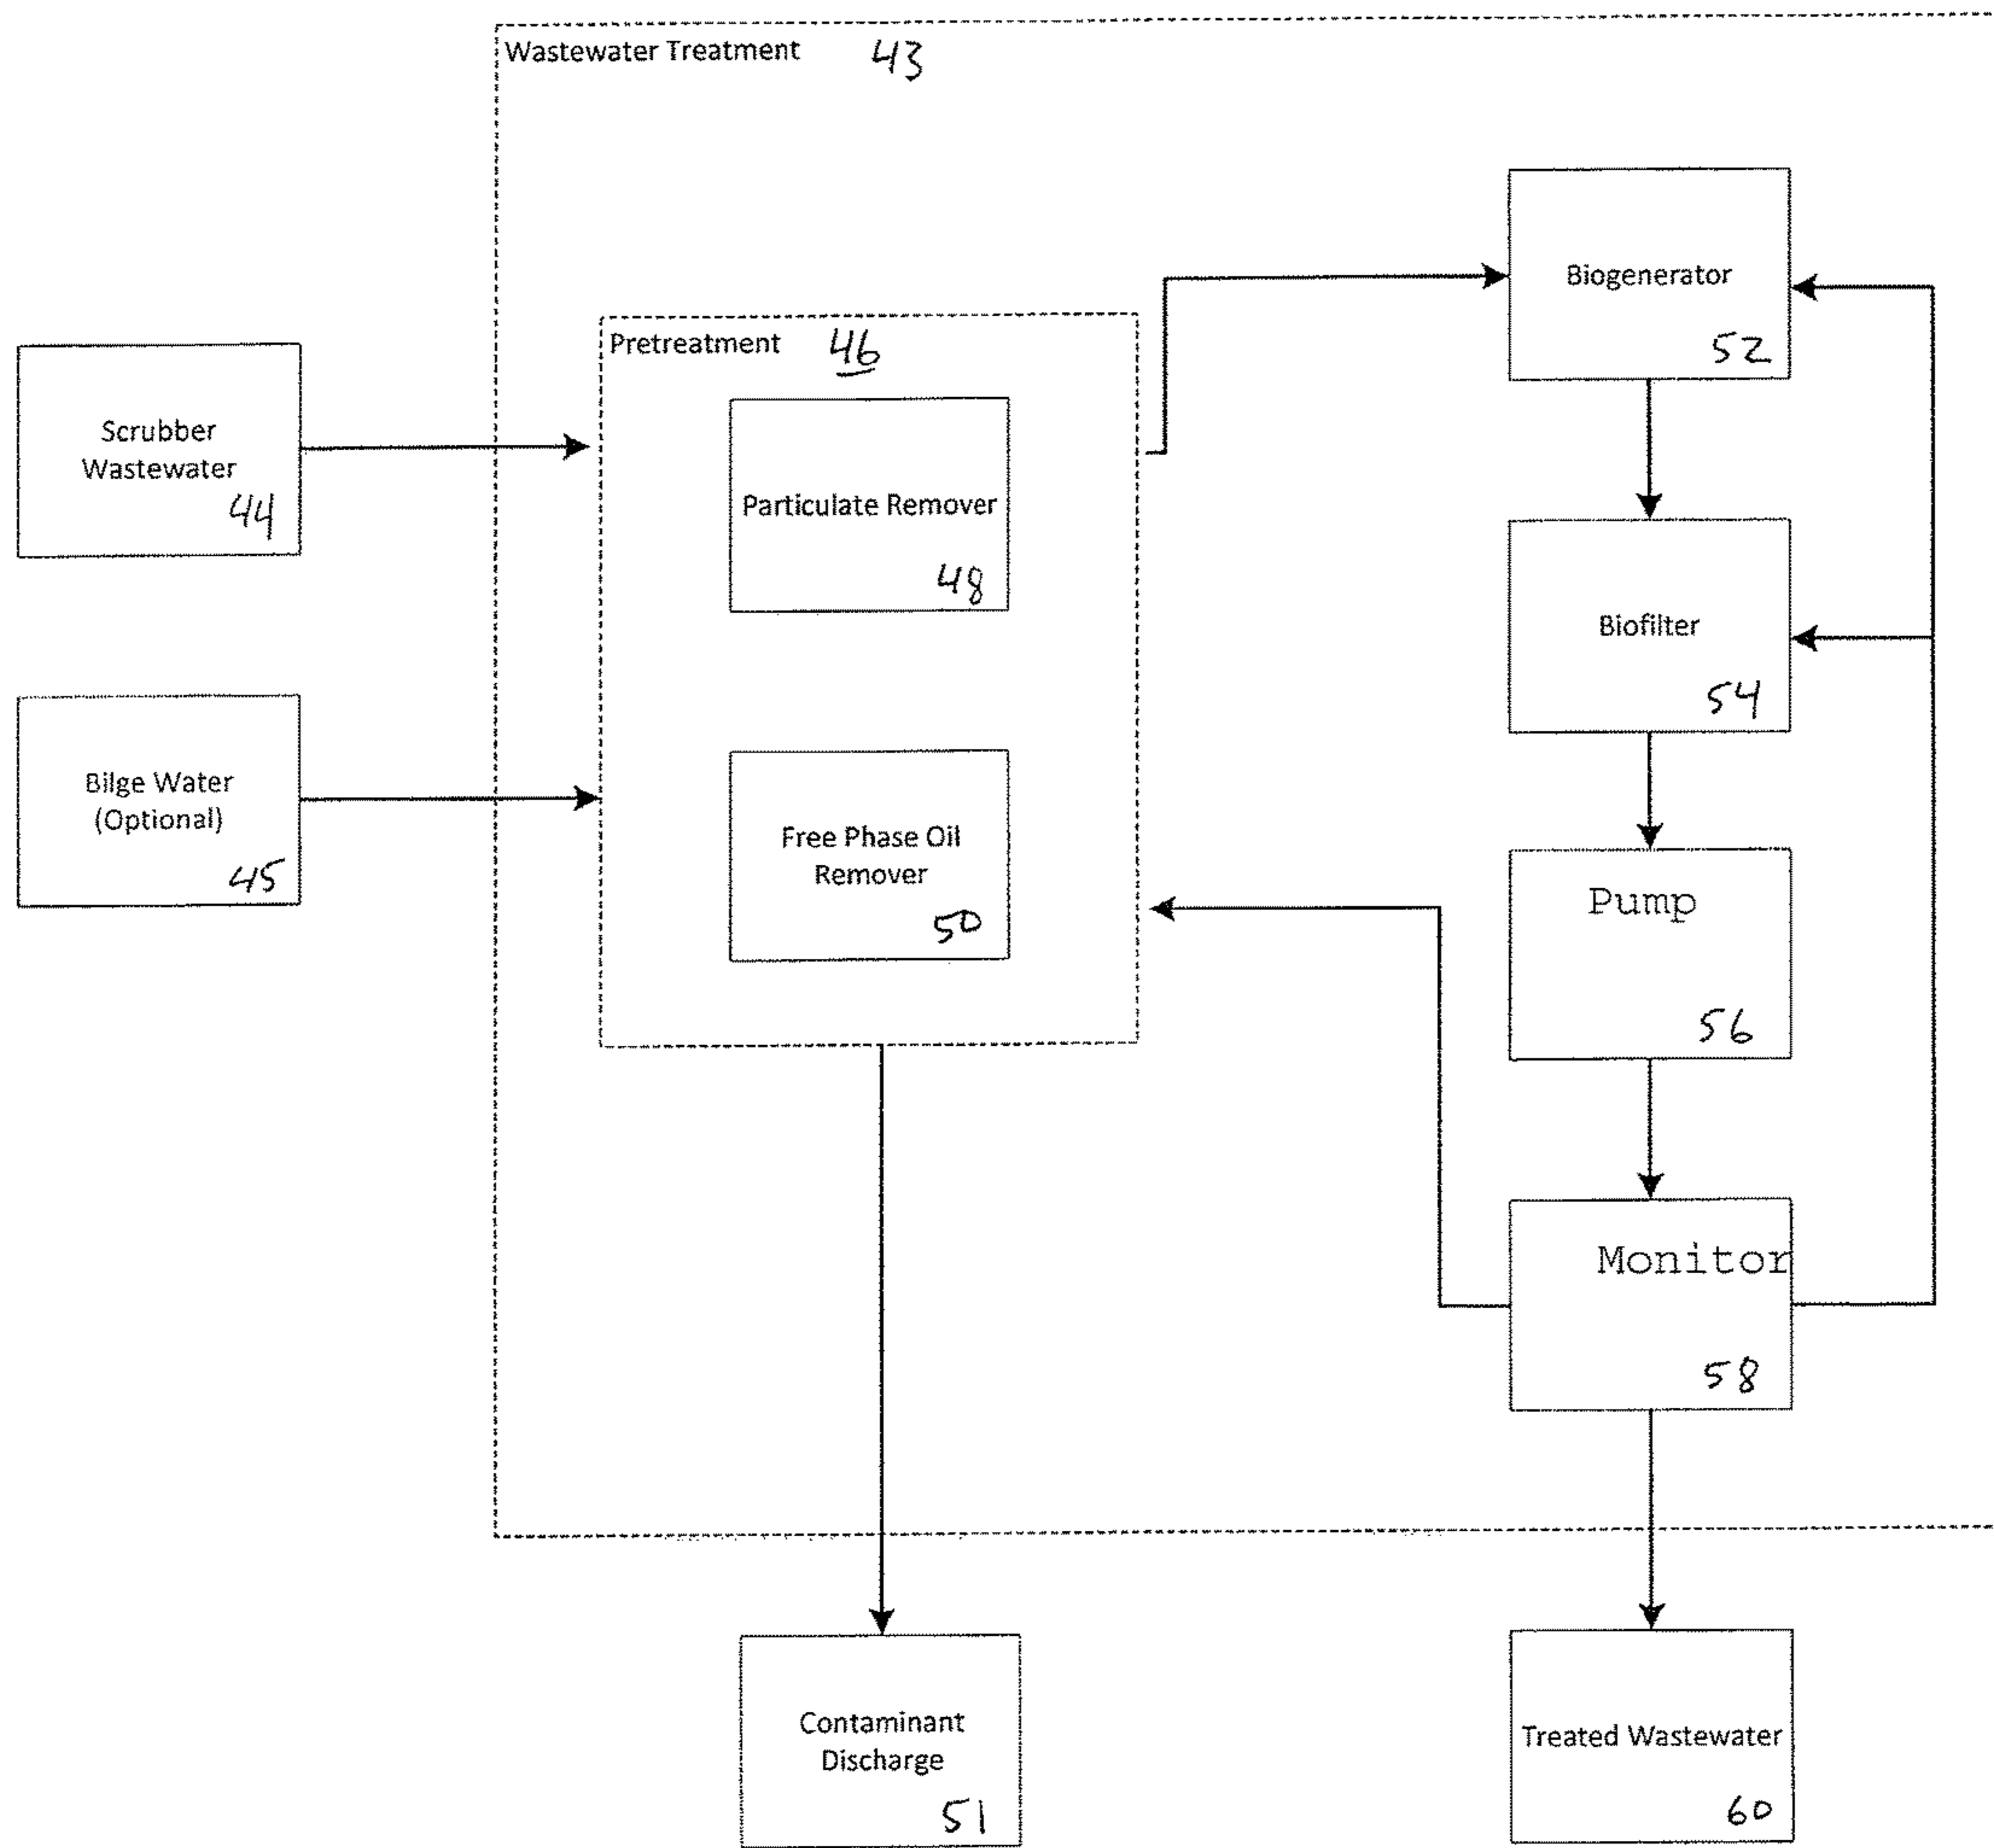 Wastewater Treatment 43
Biogenerator
52
Pretreatment 46
Scrubber
Wastewater
44
Particulate Remover
48
Biofilter
54
Bilge Water
(Optional)
45
Free Phase Oil
Remover
50
Pump
56
Monitor
58
Contaminant
Discharge
51
Treated Wastewater
60